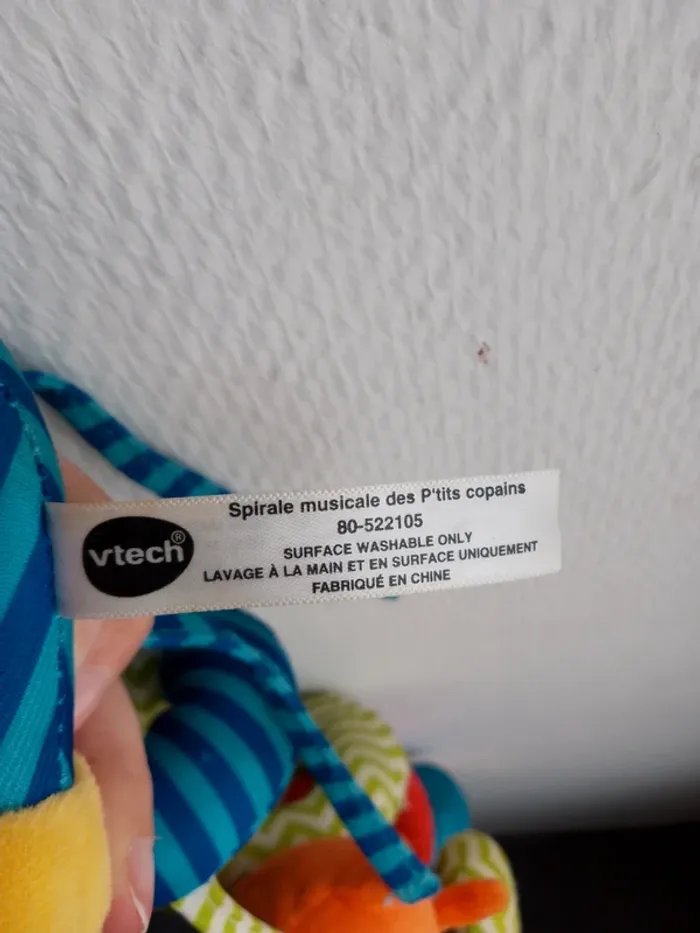 vtech®
Spirale musicale des P'tits copains
80-522105
SURFACE WASHABLE ONLY
LAVAGE À LA MAIN ET EN SURFACE UNIQUEMENT
FABRIQUÉ EN CHINE